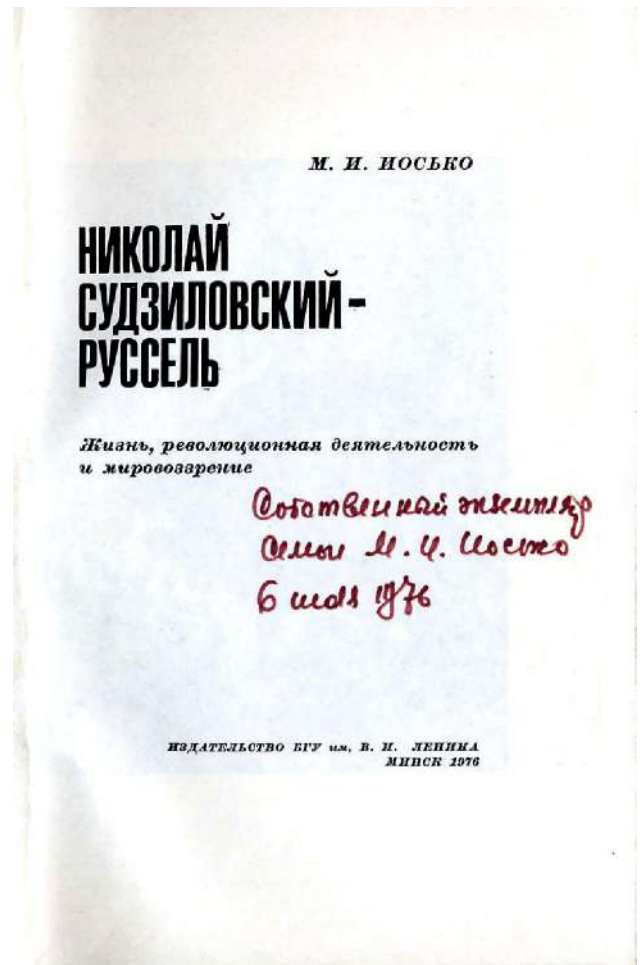 М. И. ИОСЬКО
НИКОЛАЙ
СУДЗИЛОВСКИЙ-
РУССЕЛЬ
Жизнь, революционная деятельность
и мировоззрение
Собственный экземпляр
семьи М. И. Иосько
6 1976
ИЗДАТЕЛЬСТВО БГУ им. В. И. ЛЕНИНА
МИНСК 1976